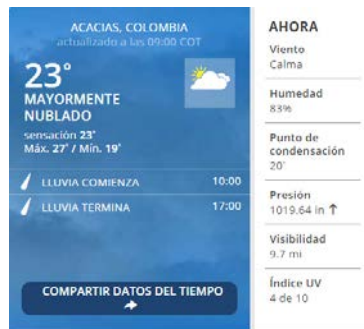 ACACIAS, COLOMBIA
actualizado a las 09:00 COT
23°
MAYORMENTE
NUBLADO
sensación 23°
Máx. 27° / Mín. 19°
LLUVIA COMIENZA 10:00
LLUVIA TERMINA 17:00
COMPARTIR DATOS DEL TIEMPO
AHORA
Viento
Calma
Humedad
83%
Punto de
condensación
20°
Presión
1019.64 in ↑
Visibilidad
9.7 mi
Índice UV
4 de 10